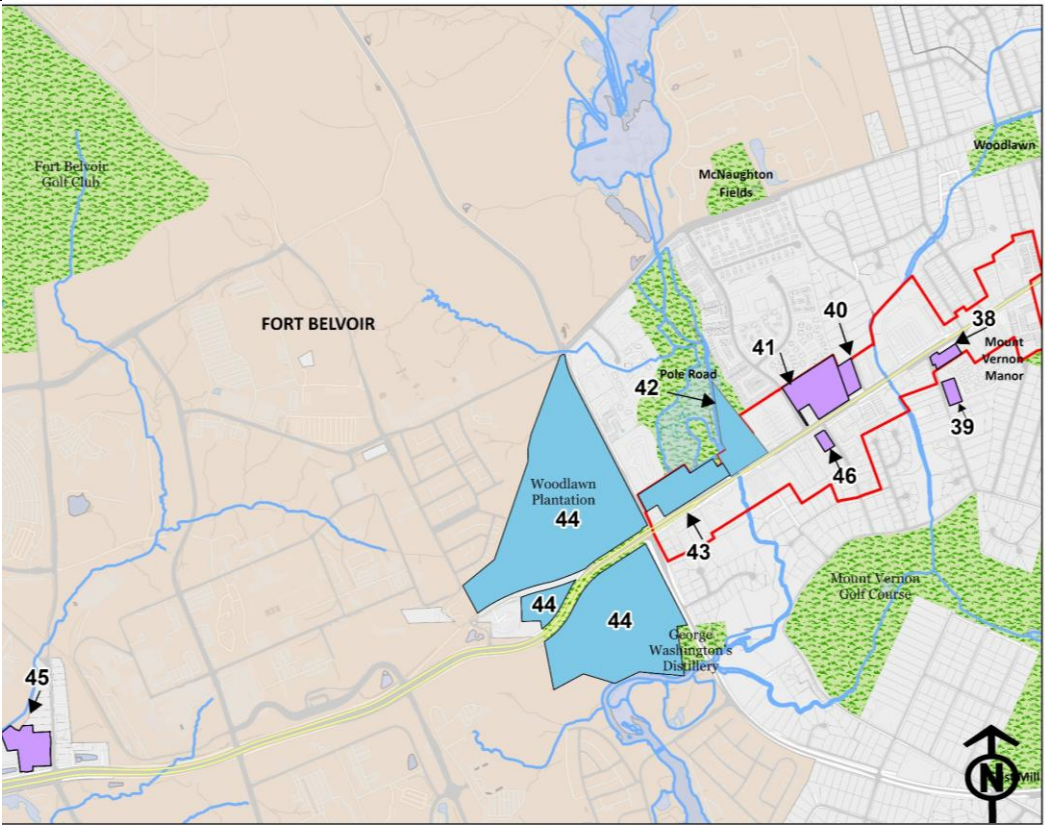 Woodlawn
Fort Belvoir
Golf Club
McNaughton
Fields
40
38
FORT BELVOIR
41
Mount
Vernon
Manor
Pole Road
42
39
46
Woodlawn
Plantation
44
43
Mount Vernon
Golf Course
44
44
George
Washington's
Distillery
45
N